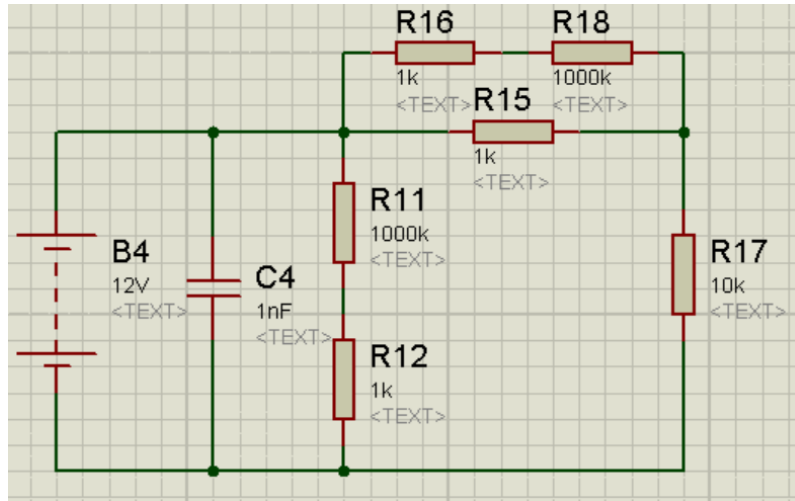 R16
1k
<TEXT>
R18
1000k
<TEXT>
R15
1k
<TEXT>
R11
1000k
<TEXT>
B4
12V
<TEXT>
C4
1nF
<TEXT>
R17
10k
<TEXT>
R12
1k
<TEXT>